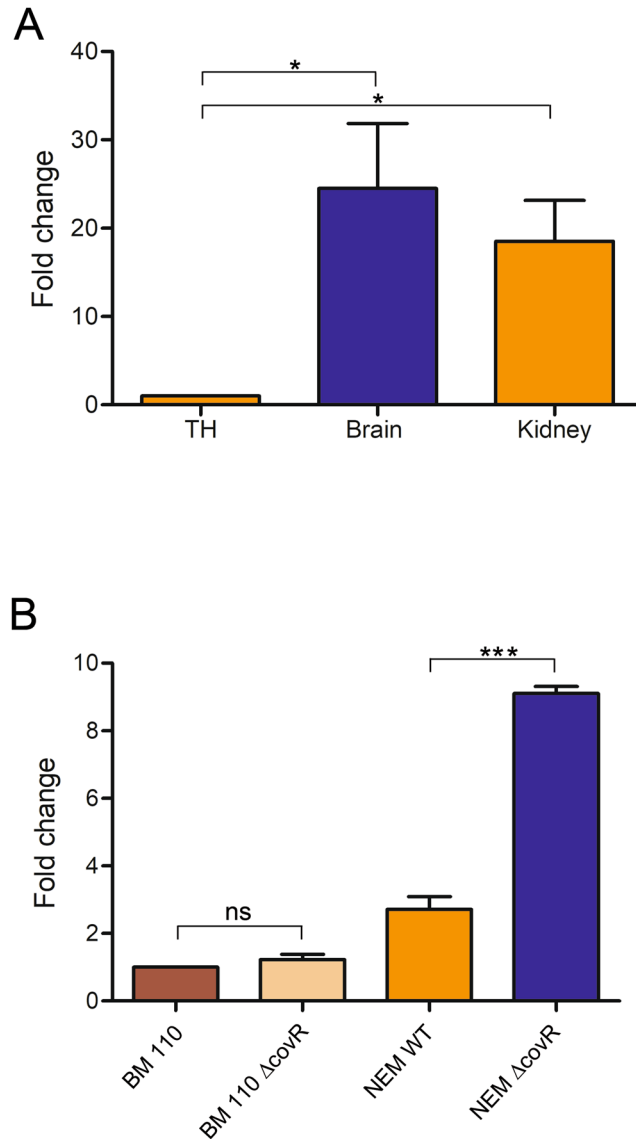 A
Fold change
40
30
20
10
0
*
*
TH Brain Kidney
B
Fold change
10
8
6
4
2
0
ns
***
BM 110
BM 110 ΔcovR
NEM WT
NEM ΔcovR